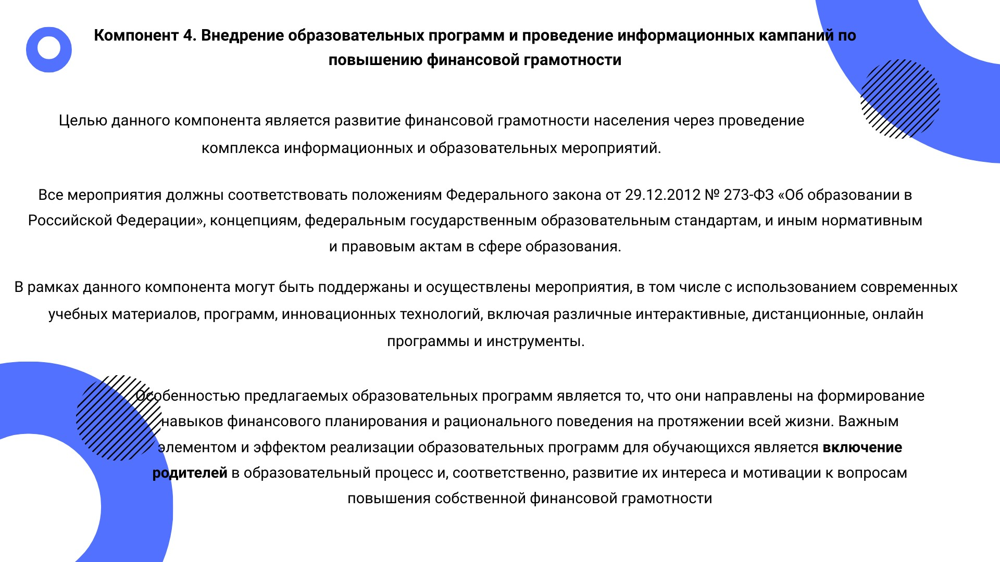 Компонент 4. Внедрение образовательных программ и проведение информационных кампаний по
повышению финансовой грамотности
Целью данного компонента является развитие финансовой грамотности населения через проведение
комплекса информационных и образовательных мероприятий.
Все мероприятия должны соответствовать положениям Федерального закона от 29.12.2012 № 273-ФЗ «Об образовании в
Российской Федерации», концепциям, федеральным государственным образовательным стандартам, и иным нормативным
и правовым актам в сфере образования.
В рамках данного компонента могут быть поддержаны и осуществлены мероприятия, в том числе с использованием современных
учебных материалов, программ, инновационных технологий, включая различные интерактивные, дистанционные, онлайн
программы и инструменты.
Особенностью предлагаемых образовательных программ является то, что они направлены на формирование
навыков финансового планирования и рационального поведения на протяжении всей жизни. Важным
элементом и эффектом реализации образовательных программ для обучающихся является включение
родителей в образовательный процесс и, соответственно, развитие их интереса и мотивации к вопросам
повышения собственной финансовой грамотности